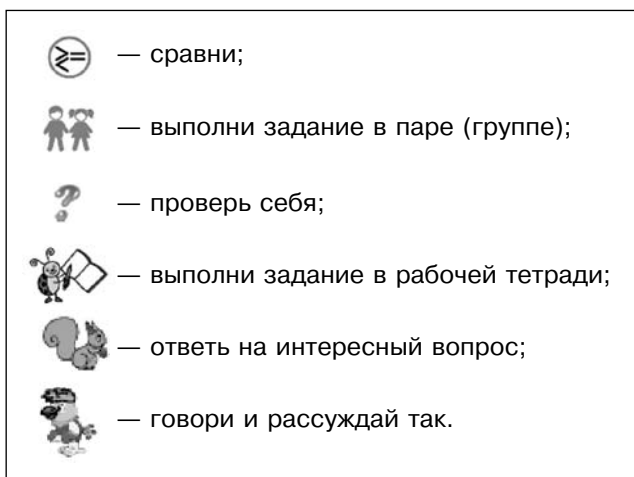 — сравни;
— выполни задание в паре (группе);
— проверь себя;
— выполни задание в рабочей тетради;
— ответь на интересный вопрос;
— говори и рассуждай так.